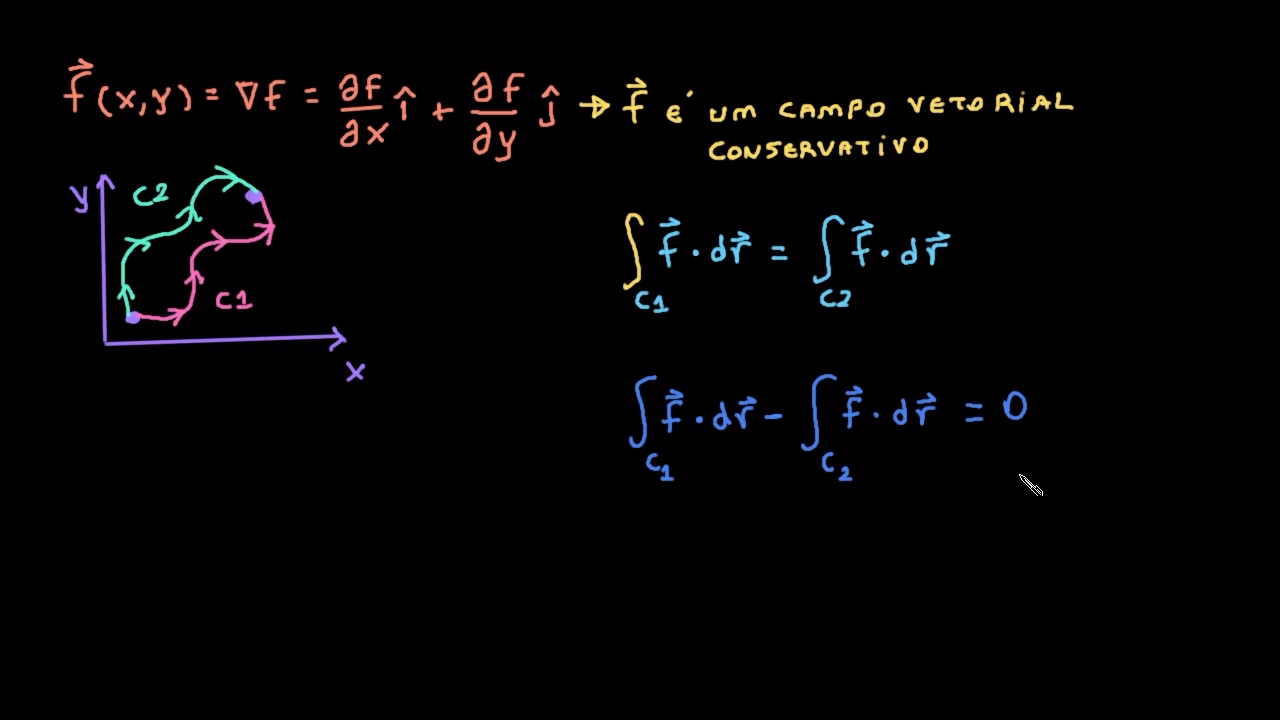 f⃗(x,y) = ∇f = ∂f/∂x î + ∂f/∂y ĵ → f⃗ é UM CAMPO VETORIAL
CONSERVATIVO
y
C2
C1
x
∫C1 f⃗ · dr⃗ = ∫C2 f⃗ · dr⃗
∫C1 f⃗ · dr⃗ − ∫C2 f⃗ · dr⃗ = 0